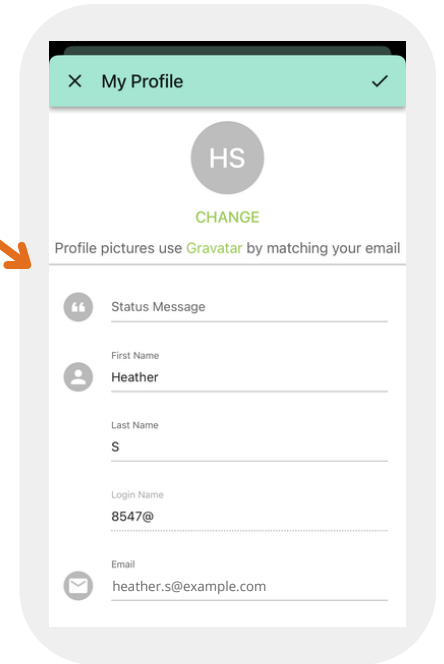 My Profile
HS
CHANGE
Profile pictures use Gravatar by matching your email
Status Message
First Name
Heather
Last Name
S
Login Name
8547@
Email
heather.s@example.com